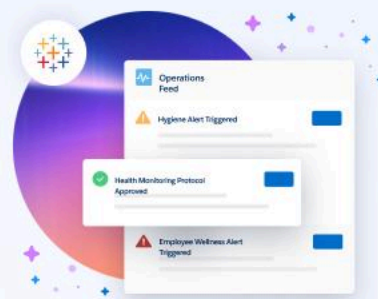 Operations
Feed
Hygiene Alert Triggered
Health Monitoring Protocol
Approved
Employee Wellness Alert
Triggered